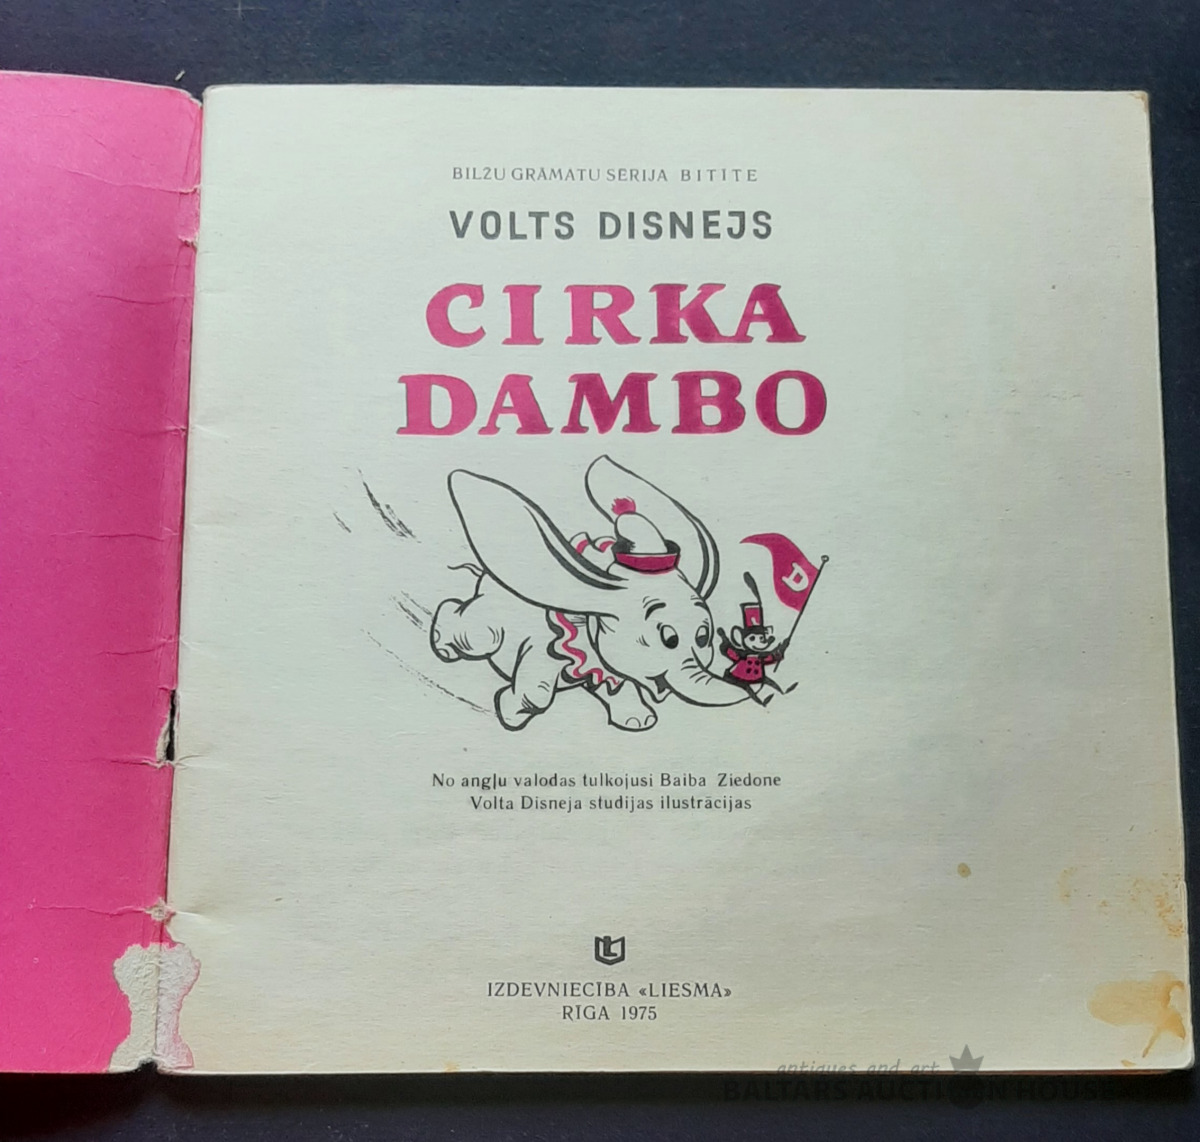 BILŽU GRĀMATU SĒRIJA BITĪTE
VOLTS DISNEJS
CIRKA
DAMBO
D
No angļu valodas tulkojusi Baiba Ziedone
Volta Disneja studijas ilustrācijas
IZDEVNIECĪBA «LIESMA»
RĪGA 1975
antiques and art
BALTARS AUCTION HOUSE